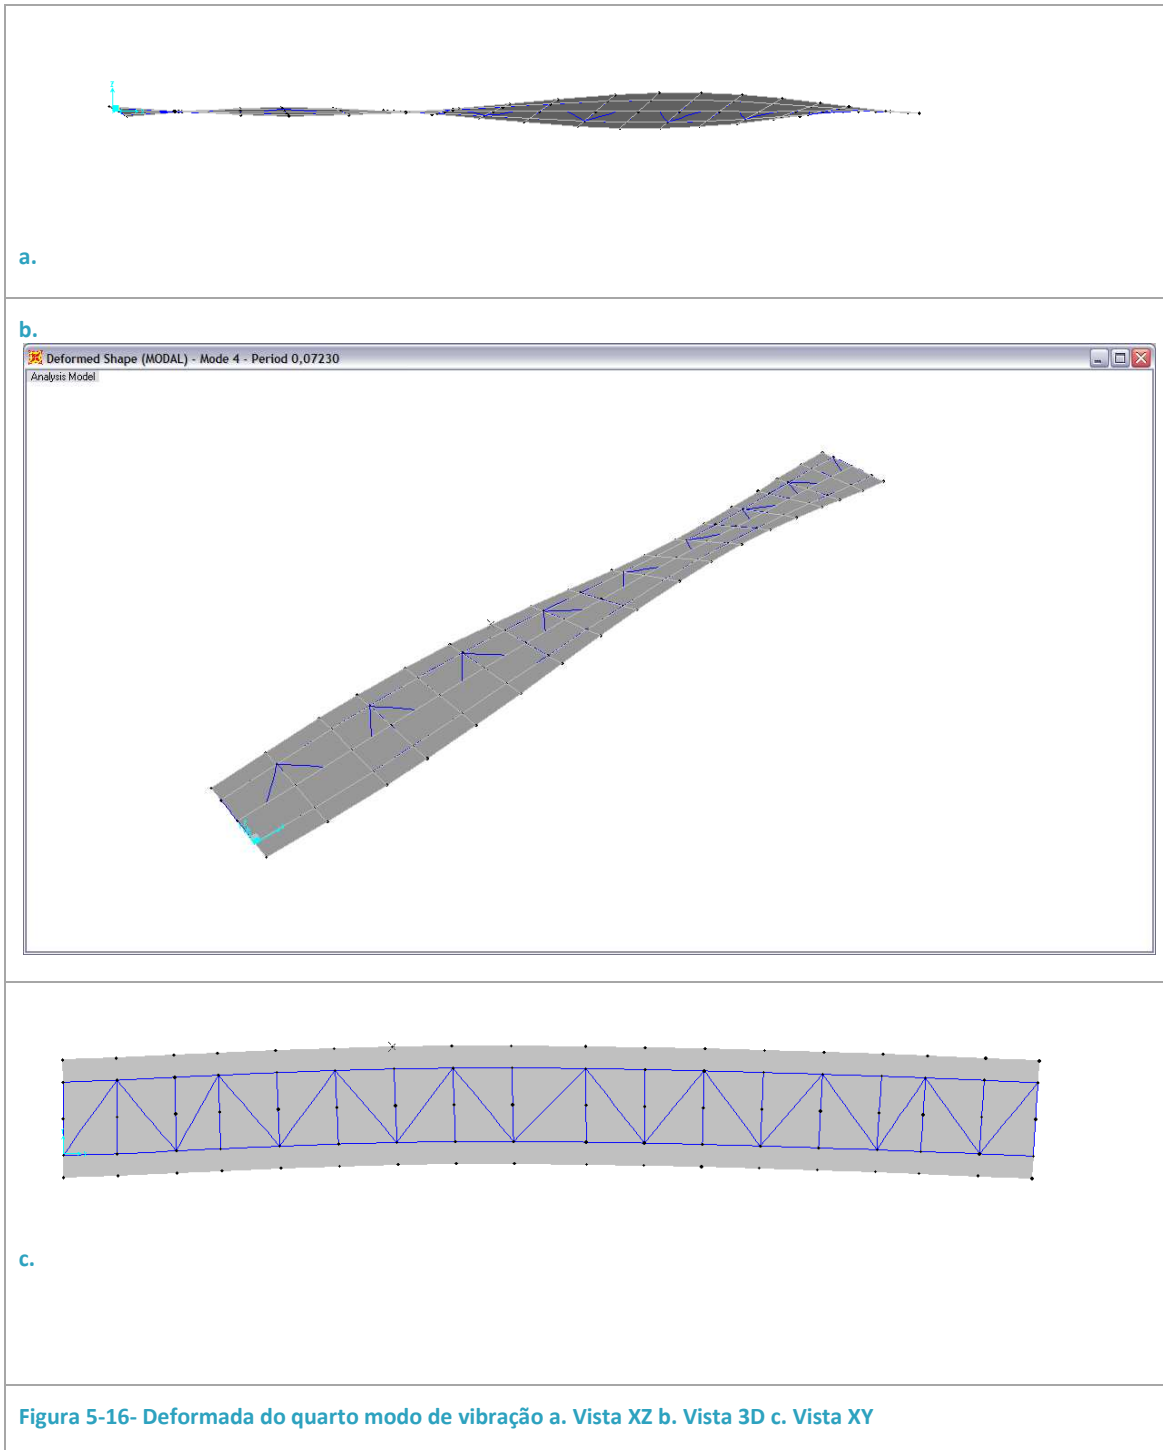 a.
b.
Deformed Shape (MODAL) - Mode 4 - Period 0,07230
Analysis Model
c.
Figura 5-16- Deformada do quarto modo de vibração a. Vista XZ b. Vista 3D c. Vista XY